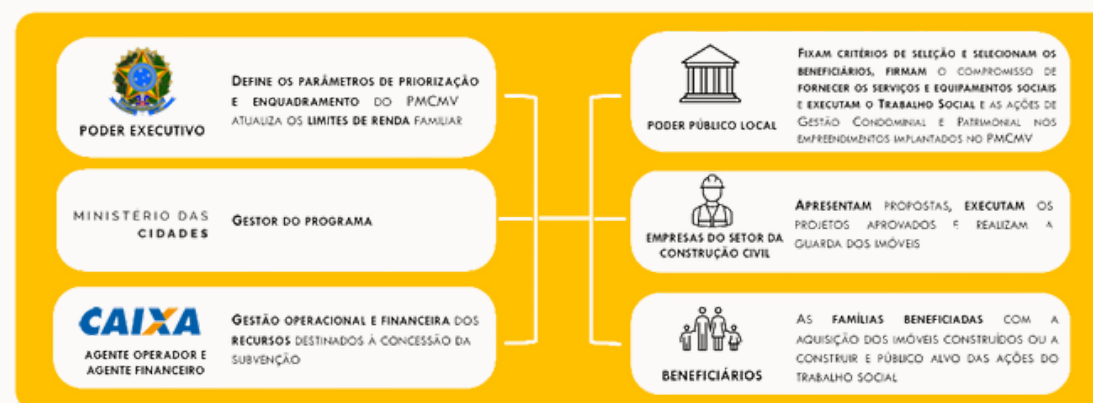 DEFINE OS PARÂMETROS DE PRIORIZAÇÃO
E ENQUADRAMENTO DO PMCMV
ATUALIZA OS LIMITES DE RENDA FAMILIAR
PODER EXECUTIVO
MINISTÉRIO DAS
CIDADES
GESTOR DO PROGRAMA
CAIXA
AGENTE OPERADOR E
AGENTE FINANCEIRO
GESTÃO OPERACIONAL E FINANCEIRA DOS
RECURSOS DESTINADOS À CONCESSÃO DA
SUBVENÇÃO
PODER PÚBLICO LOCAL
FIXAM CRITÉRIOS DE SELEÇÃO E SELECIONAM OS
BENEFICIÁRIOS, FIRMAM O COMPROMISSO DE
FORNECER OS SERVIÇOS E EQUIPAMENTOS SOCIAIS
E EXECUTAM O TRABALHO SOCIAL E AS AÇÕES DE
GESTÃO CONDOMINIAL E PATRIMONIAL NOS
EMPREENDIMENTOS IMPLANTADOS NO PMCMV
EMPRESAS DO SETOR DA
CONSTRUÇÃO CIVIL
APRESENTAM PROPOSTAS, EXECUTAM OS
PROJETOS APROVADOS E REALIZAM A
GUARDA DOS IMÓVEIS
BENEFICIÁRIOS
AS FAMÍLIAS BENEFICIADAS COM A
AQUISIÇÃO DOS IMÓVEIS CONSTRUÍDOS OU A
CONSTRUIR E PÚBLICO ALVO DAS AÇÕES DO
TRABALHO SOCIAL